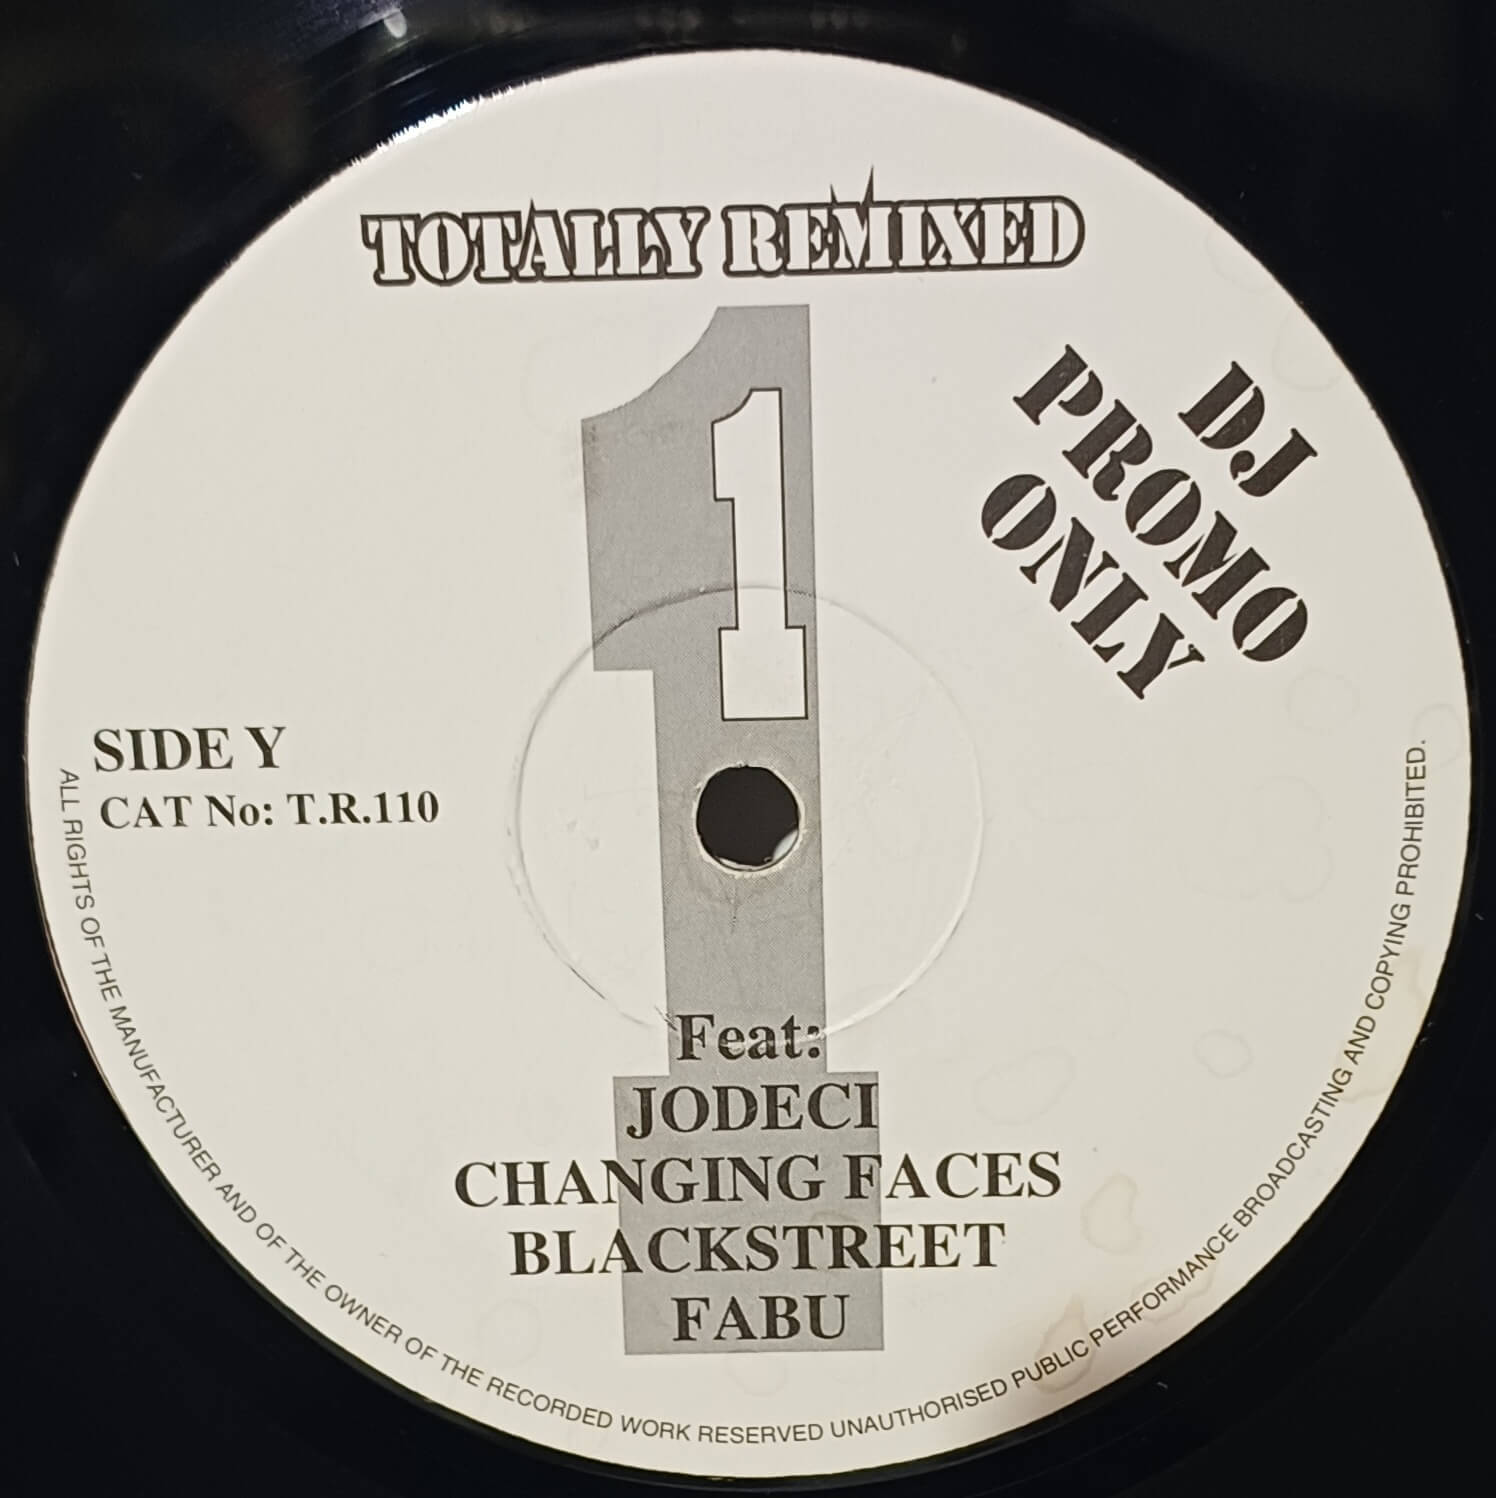 TOTALLY REMIXED
1
1
DJ
PROMO
ONLY
SIDE Y
CAT No: T.R.110
Feat:
JODECI
CHANGING FACES
BLACKSTREET
FABU
ALL RIGHTS OF THE MANUFACTURER AND OF THE OWNER OF THE RECORDED WORK RESERVED UNAUTHORISED PUBLIC PERFORMANCE BROADCASTING AND COPYING PROHIBITED.